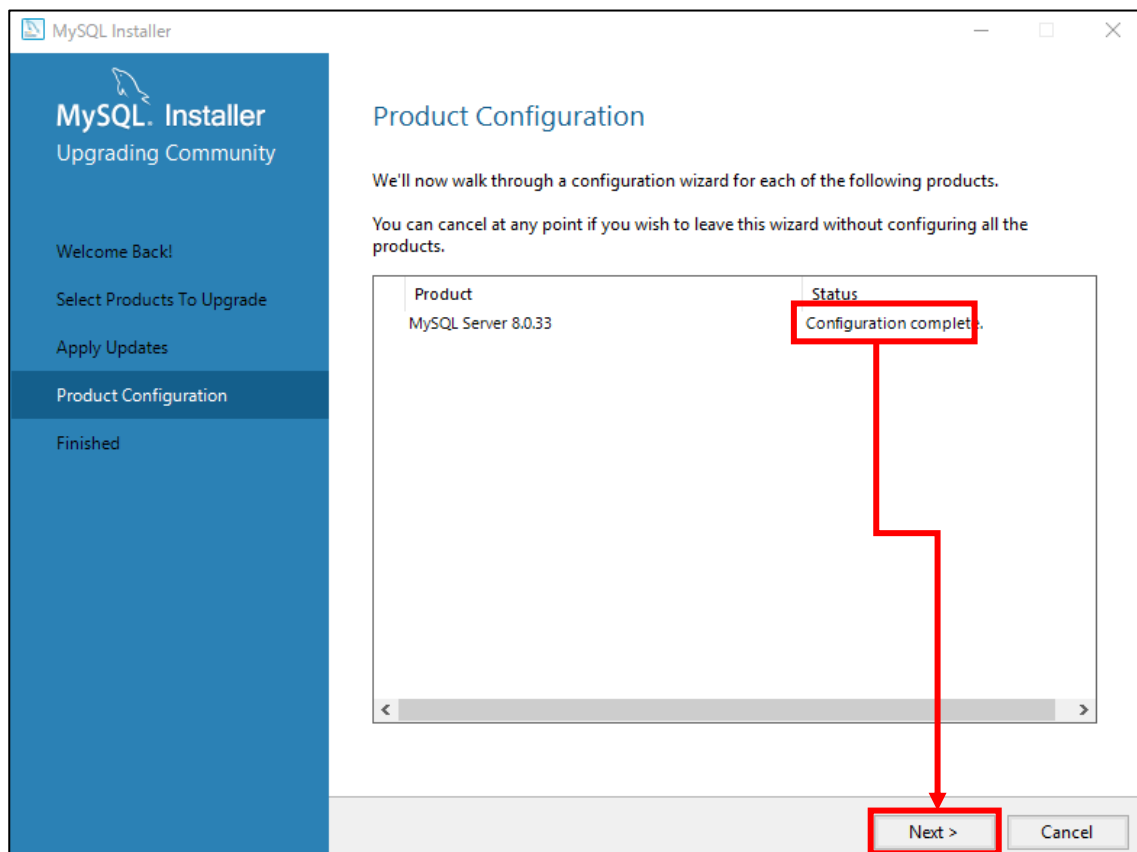 MySQL Installer
MySQL. Installer
Upgrading Community
Welcome Back!
Select Products To Upgrade
Apply Updates
Product Configuration
Finished
Product Configuration
We'll now walk through a configuration wizard for each of the following products.
You can cancel at any point if you wish to leave this wizard without configuring all the
products.
Product Status
MySQL Server 8.0.33 Configuration complete.
Next > Cancel